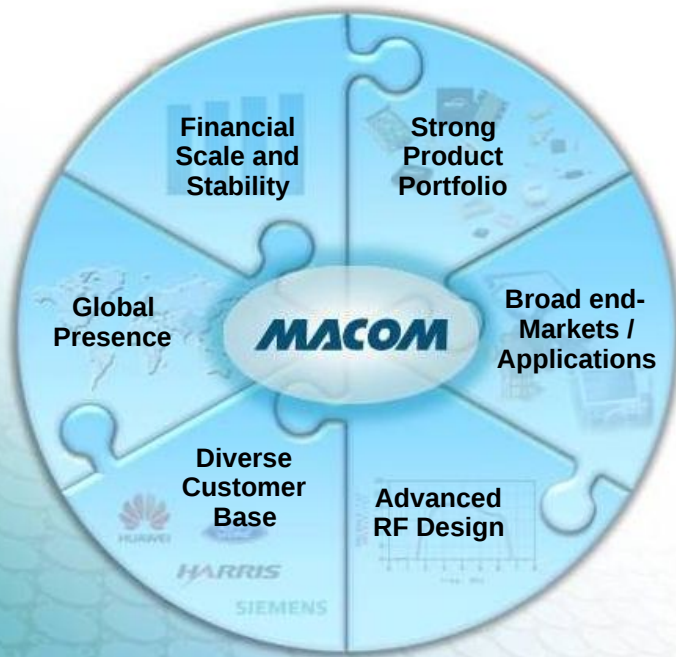 Financial
Scale and
Stability
Strong
Product
Portfolio
Global
Presence
MACOM
Broad end-
Markets /
Applications
Diverse
Customer
Base
Advanced
RF Design
HUAWEI
HARRIS
SIEMENS